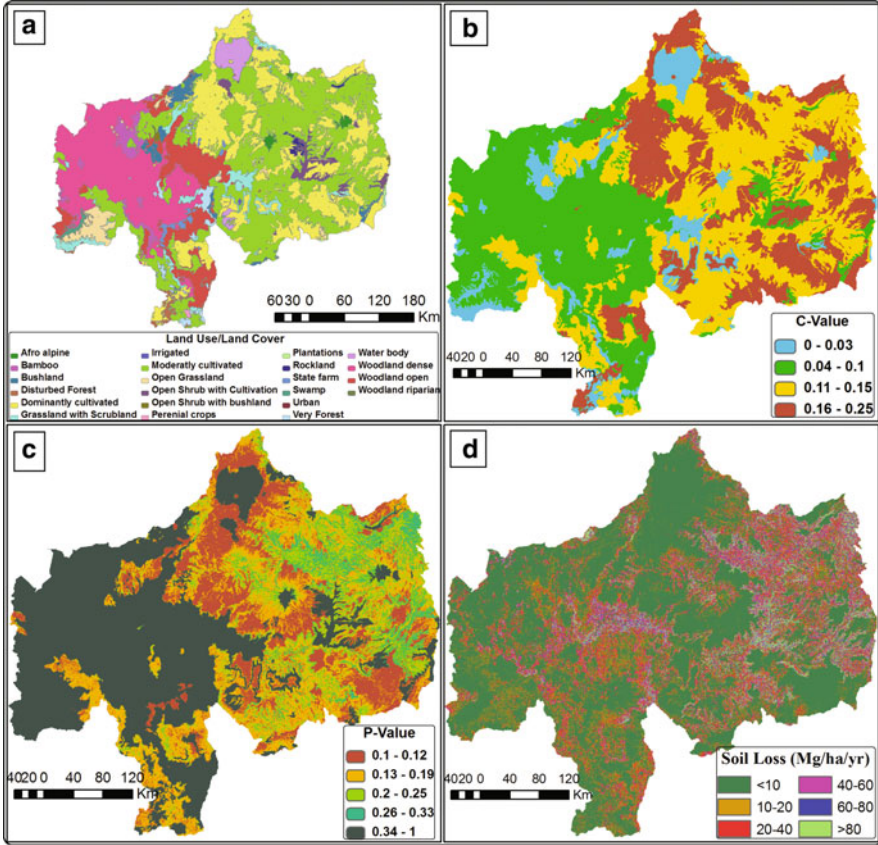 a
60 30 0 60 120 180
Km
Land Use/Land Cover
Afro alpine
Bamboo
Bushland
Disturbed Forest
Dominantly cultivated
Grassland with Scrubland
Irrigated
Moderatly cultivated
Open Grassland
Open Shrub with Cultivation
Open Shrub with bushland
Perenial crops
Plantations
Rockland
State farm
Swamp
Urban
Very Forest
Water body
Woodland dense
Woodland open
Woodland riparian
b
C-Value
0 - 0.03
0.04 - 0.1
0.11 - 0.15
0.16 - 0.25
40 20 0 40 80 120
Km
c
P-Value
0.1 - 0.12
0.13 - 0.19
0.2 - 0.25
0.26 - 0.33
0.34 - 1
40 20 0 40 80 120
Km
d
40 20 0 40 80 120
Km
Soil Loss (Mg/ha/yr)
<10
10-20
20-40
40-60
60-80
>80